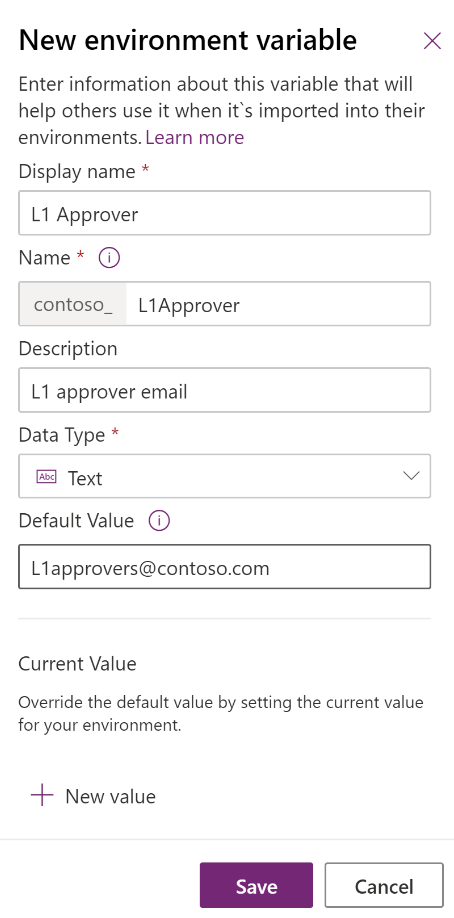 New environment variable
Enter information about this variable that will
help others use it when it`s imported into their
environments. Learn more
Display name *
L1 Approver
Name *
contoso_ L1Approver
Description
L1 approver email
Data Type *
Abc Text
Default Value
L1approvers@contoso.com
Current Value
Override the default value by setting the current value
for your environment.
New value
Save Cancel